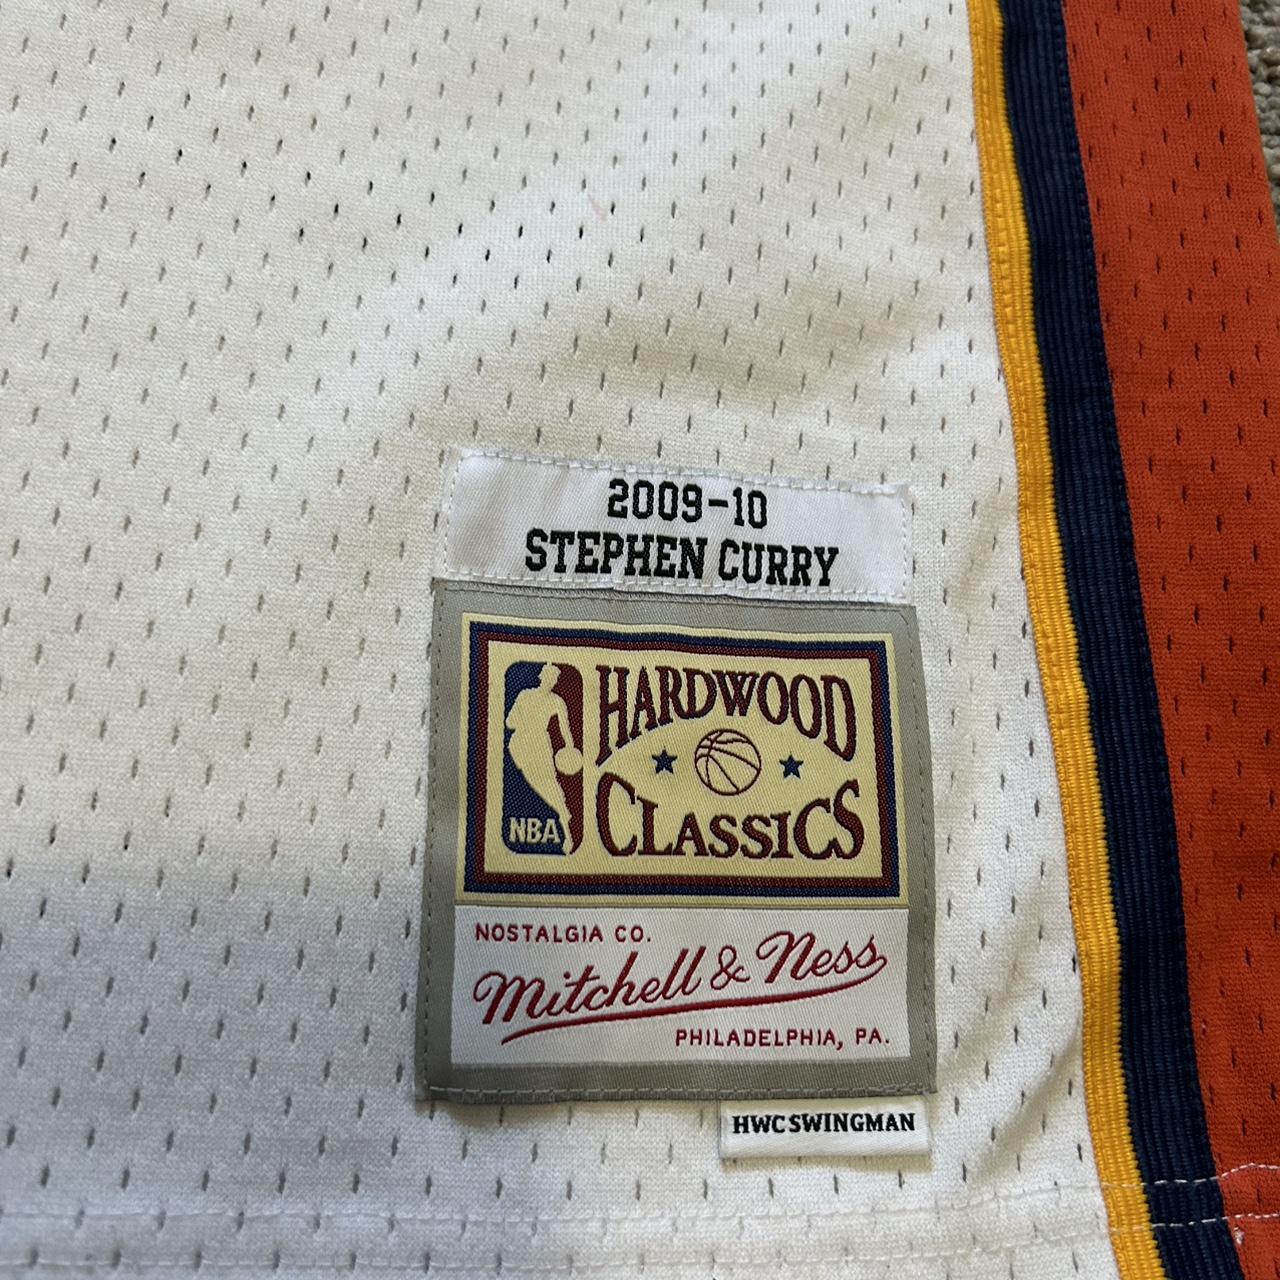 2009-10
STEPHEN CURRY
HARDWOOD
CLASSICS
NBA
NOSTALGIA CO.
Mitchell & Ness
PHILADELPHIA, PA.
HWC SWINGMAN